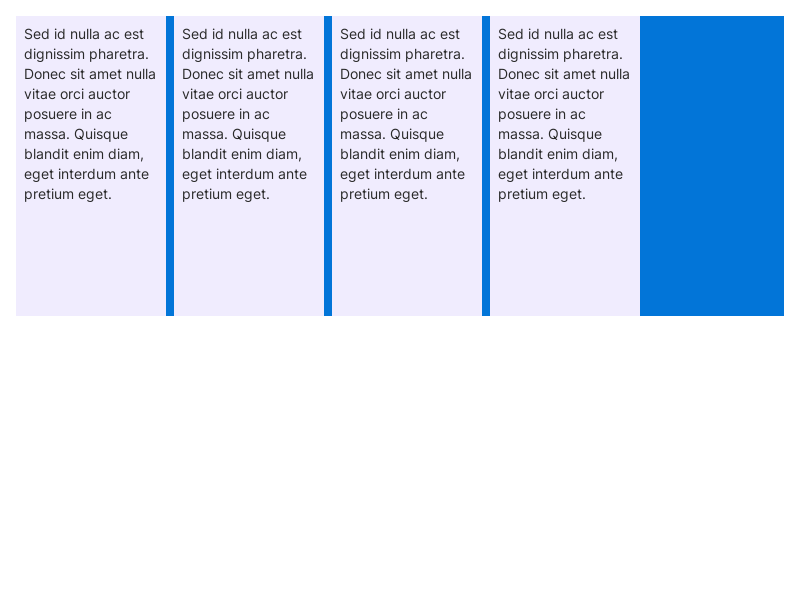 Sed id nulla ac est
dignissim pharetra.
Donec sit amet nulla
vitae orci auctor
posuere in ac
massa. Quisque
blandit enim diam,
eget interdum ante
pretium eget.
Sed id nulla ac est
dignissim pharetra.
Donec sit amet nulla
vitae orci auctor
posuere in ac
massa. Quisque
blandit enim diam,
eget interdum ante
pretium eget.
Sed id nulla ac est
dignissim pharetra.
Donec sit amet nulla
vitae orci auctor
posuere in ac
massa. Quisque
blandit enim diam,
eget interdum ante
pretium eget.
Sed id nulla ac est
dignissim pharetra.
Donec sit amet nulla
vitae orci auctor
posuere in ac
massa. Quisque
blandit enim diam,
eget interdum ante
pretium eget.